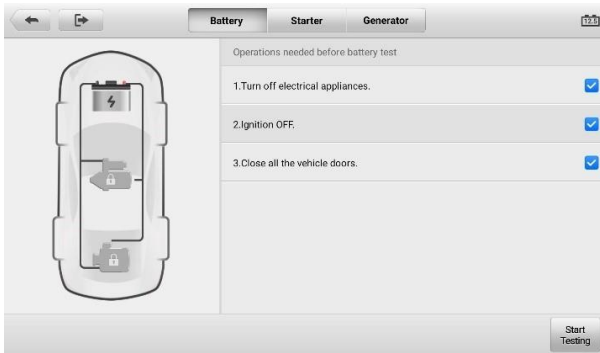 Battery
Starter
Generator
12.5
Operations needed before battery test
1.Turn off electrical appliances.
2.Ignition OFF.
3.Close all the vehicle doors.
Start
Testing